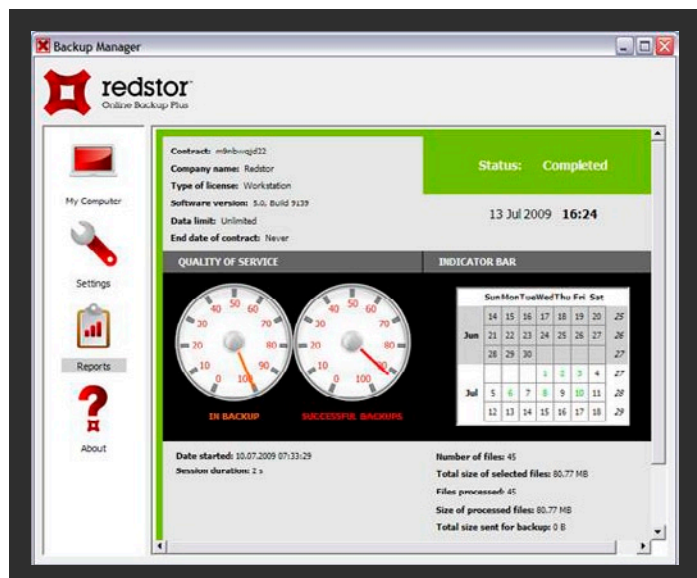 Backup Manager
redstor™
Online Backup Plus
My Computer
Settings
Reports
About
Contract: m9nbwqjd22
Company name: Redstor
Type of license: Workstation
Software version: 5.0, Build 9139
Data limit: Unlimited
End date of contract: Never
Status: Completed
13 Jul 2009 16:24
QUALITY OF SERVICE
0 10 20 30 40 50 60 70 80 90 100
IN BACKUP
0 10 20 30 40 50 60 70 80 90 100
SUCCESSFUL BACKUPS
INDICATOR BAR
Sun Mon Tue Wed Thu Fri Sat
14 15 16 17 18 19 20 25
Jun 21 22 23 24 25 26 27 26
28 29 30 27
1 2 3 4 27
Jul 5 6 7 8 9 10 11 28
12 13 14 15 16 17 18 29
Date started: 10.07.2009 07:33:29
Session duration: 2 s
Number of files: 45
Total size of selected files: 80.77 MB
Files processed: 45
Size of processed files: 80.77 MB
Total size sent for backup: 0 B